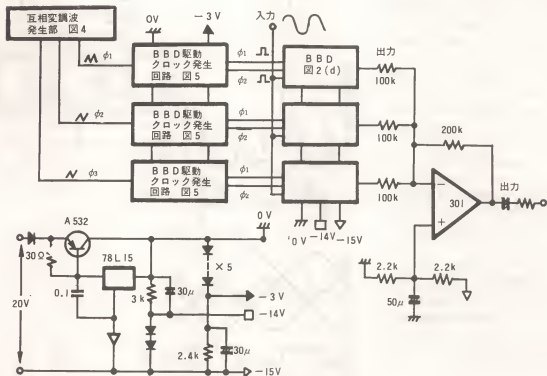 互相変調波
発生部 図4
0V
－3V
入力
φ1
BBD駆動
クロック発生
回路 図5
φ1
φ2
BBD
図2(d)
出力
100k
φ2
BBD駆動
クロック発生
回路 図5
φ1
φ2
100k
200k
φ3
BBD駆動
クロック発生
回路 図5
φ1
φ2
100k
0V
－14V
－15V
－
＋
301
出力
2.2k
2.2k
50μ
A532
0V
30Ω
78L15
×5
20V
0.1
3k
30μ
－3V
－14V
2.4k
30μ
－15V